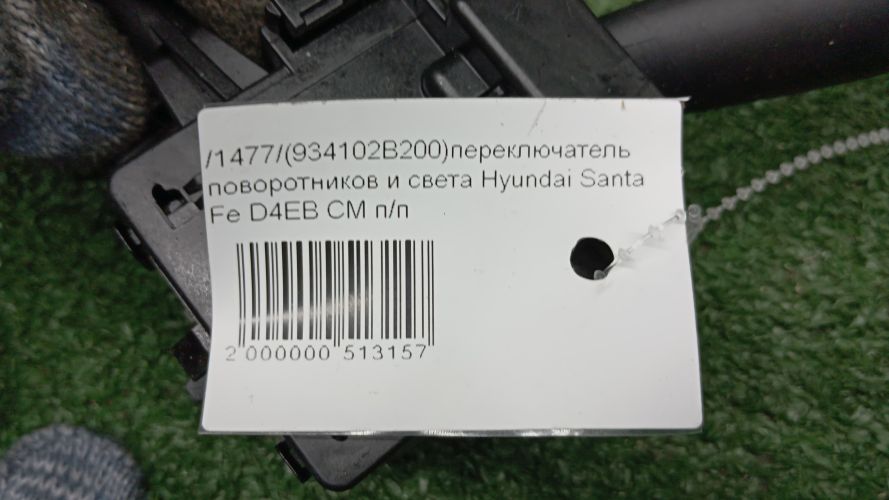 /1477/(934102B200)переключатель
поворотников и света Hyundai Santa
Fe D4EB CM п/п
2 000000 513157